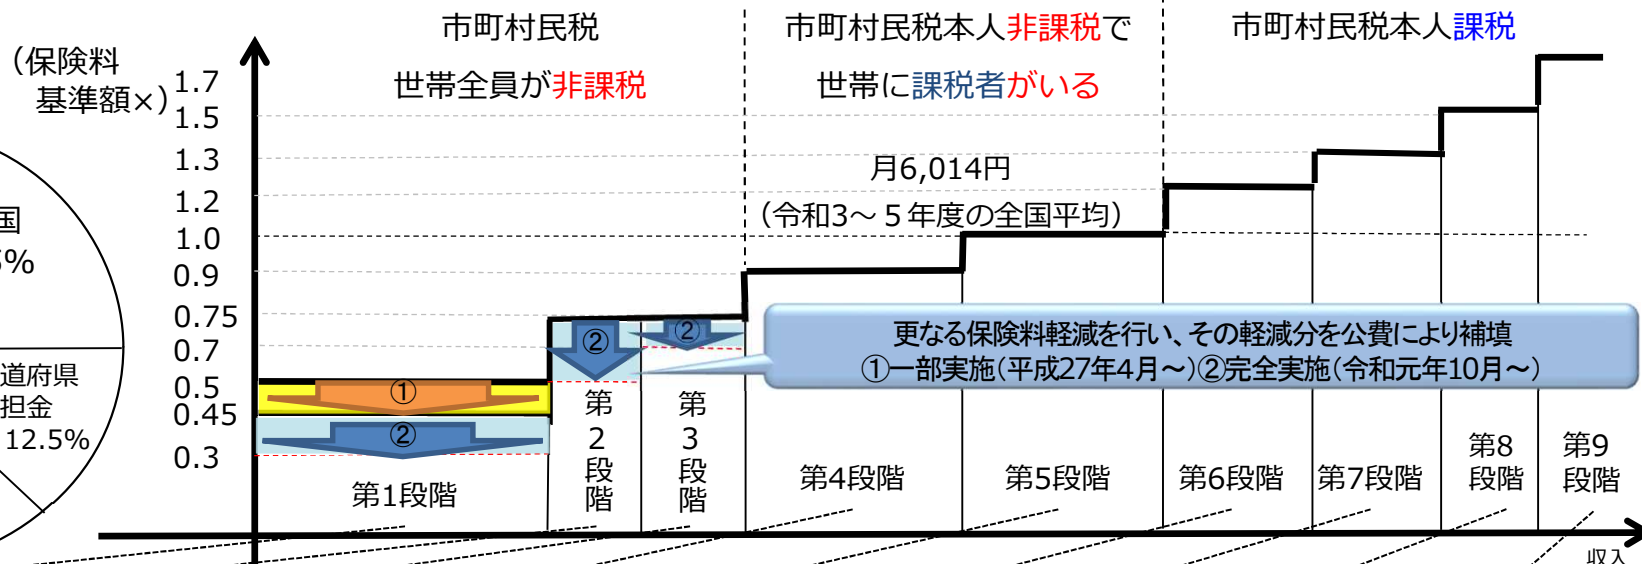 市町村民税
世帯全員が非課税
市町村民税本人非課税で
世帯に課税者がいる
市町村民税本人課税
（保険料
基準額×）
1.7
1.5
1.3
1.2
1.0
0.9
0.75
0.7
0.5
0.45
0.3
月6,014円
（令和3～５年度の全国平均）
更なる保険料軽減を行い、その軽減分を公費により補填
①一部実施（平成27年4月～）②完全実施（令和元年10月～）
①
②
②
②
第1段階
第2段階
第3段階
第4段階
第5段階
第6段階
第7段階
第8
段階
第9
段階
収入
国
5%
道府県
担金
12.5%